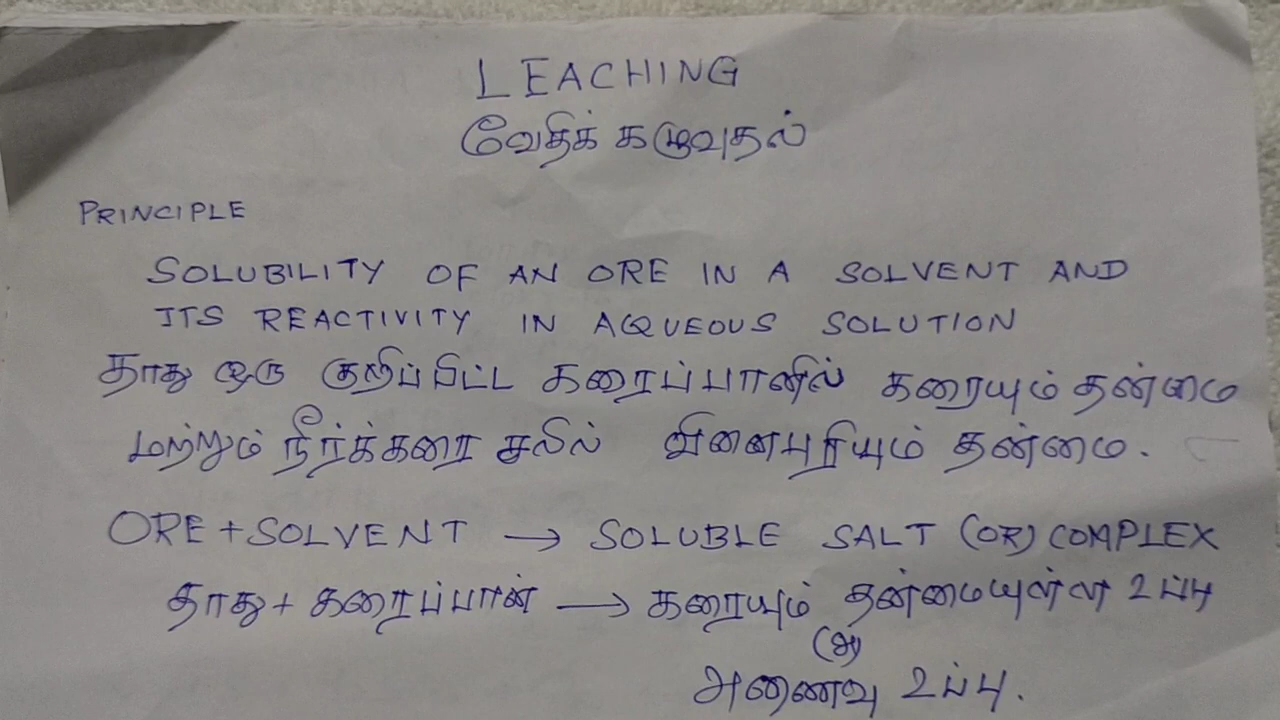 LEACHING
வேதிக் கழுவுதல்
PRINCIPLE
SOLUBILITY OF AN ORE IN A SOLVENT AND
ITS REACTIVITY IN AQUEOUS SOLUTION
தாது ஒரு குறிப்பிட்ட கரைப்பானில் கரையும் தன்மை
மற்றும் நீர்க்கரைசலில் வினைபுரியும் தன்மை.
ORE + SOLVENT → SOLUBLE SALT (OR) COMPLEX
தாது + கரைப்பான் → கரையும் தன்மையுள்ள உப்பு
(அ)
அணைவு உப்பு.